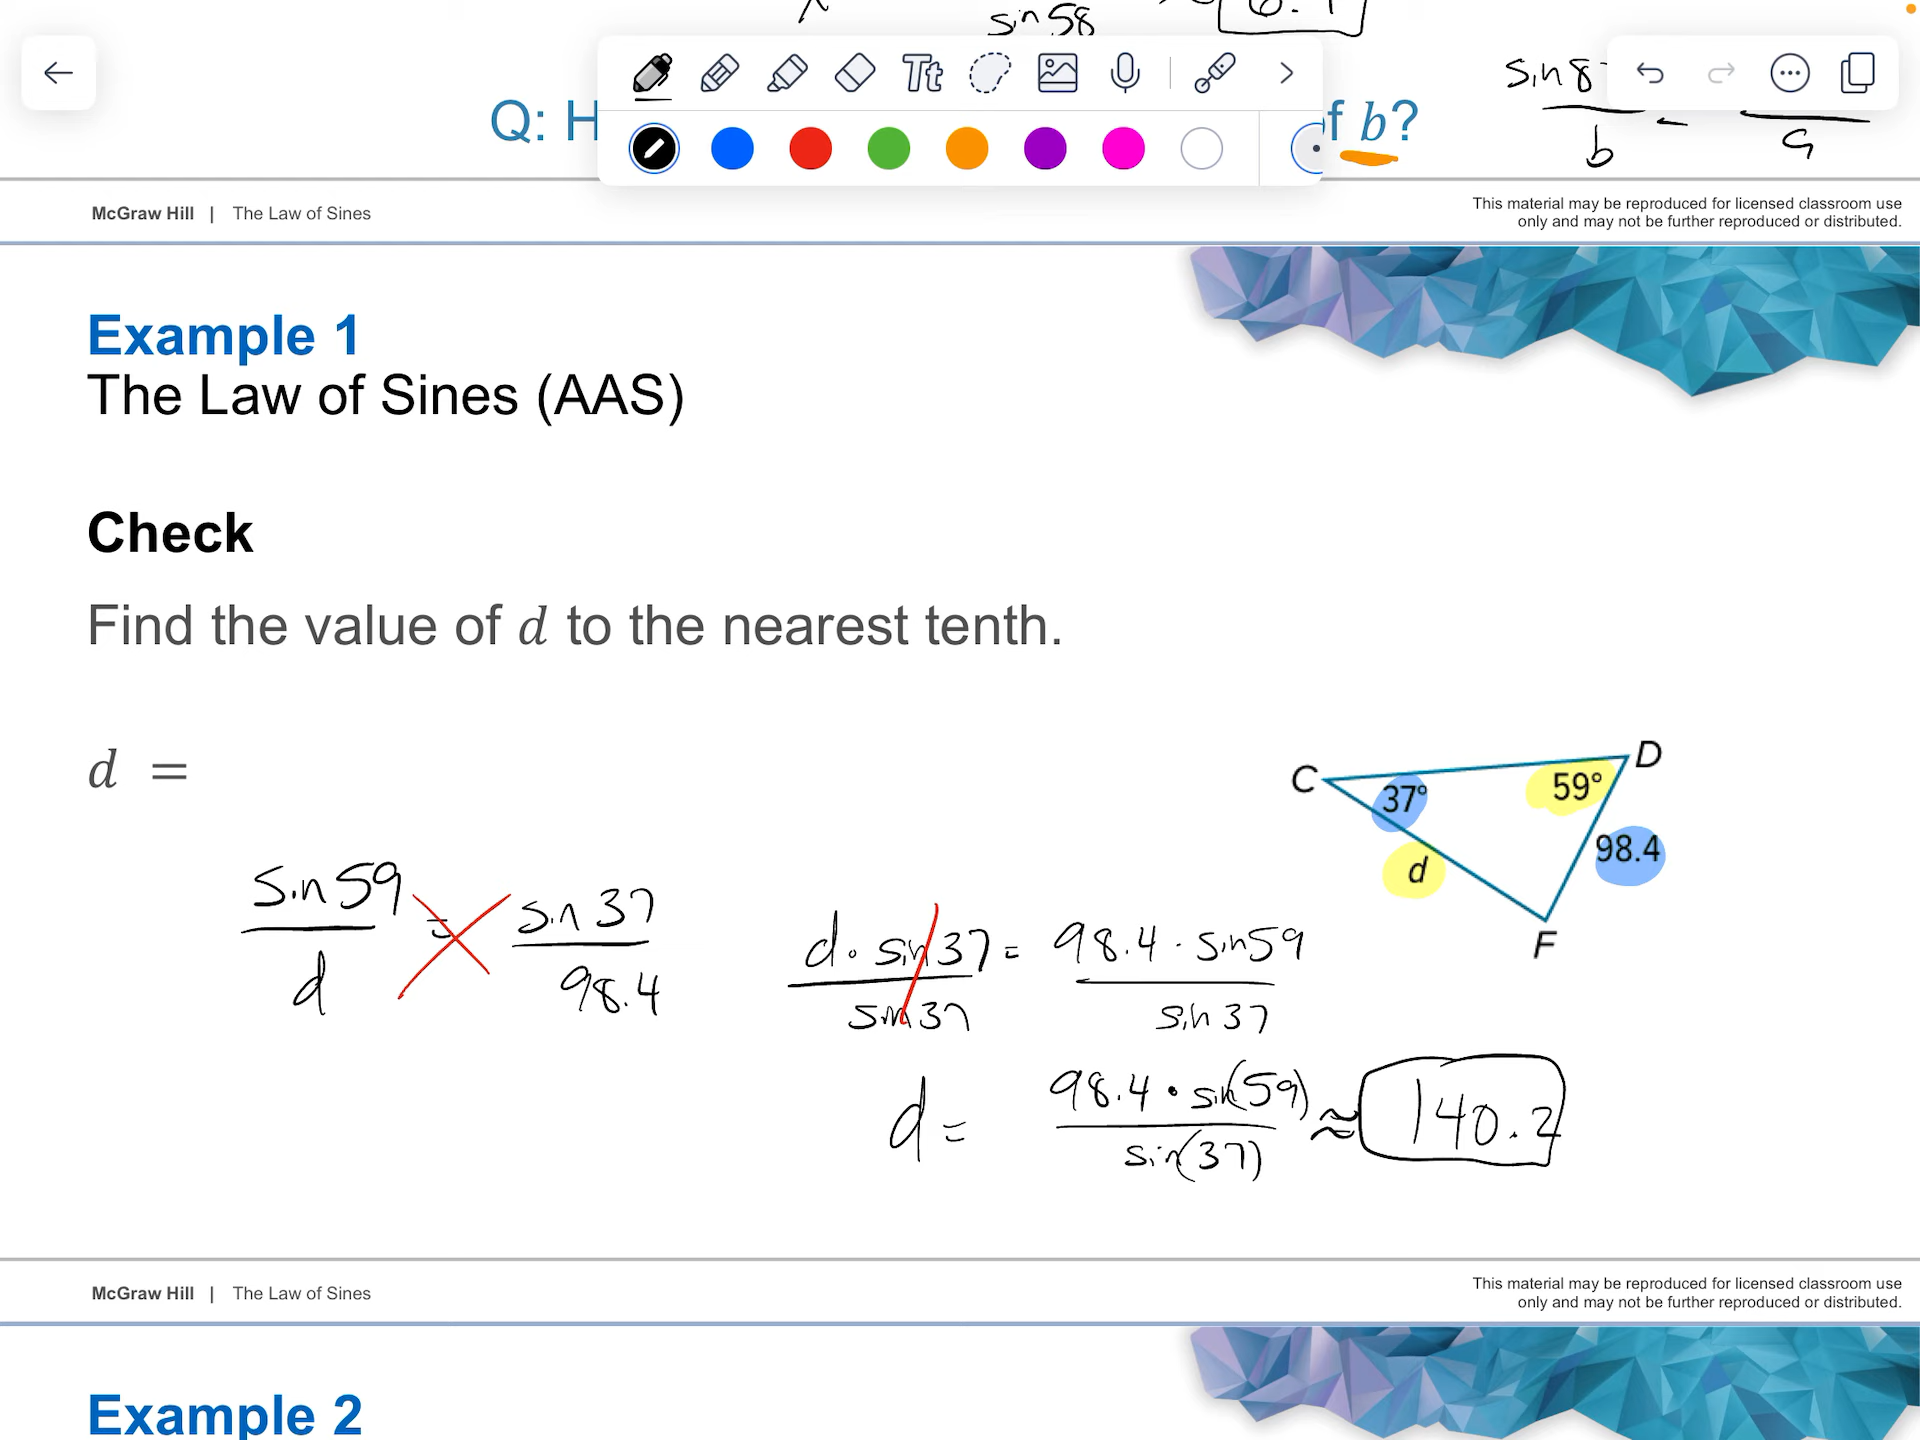 sin 58
Tt
Q: H
f b?
sin 8
b
=
9
McGraw Hill | The Law of Sines
This material may be reproduced for licensed classroom use
only and may not be further reproduced or distributed.
Example 1
The Law of Sines (AAS)
Check
Find the value of d to the nearest tenth.
d =
C
D
37°
59°
98.4
d
F
sin 59 = sin 37
d
98.4
d · sin 37 = 98.4 · sin 59
sin 37
sin 37
d = 98.4 · sin(59) ≈ 140.2
sin(37)
McGraw Hill | The Law of Sines
This material may be reproduced for licensed classroom use
only and may not be further reproduced or distributed.
Example 2